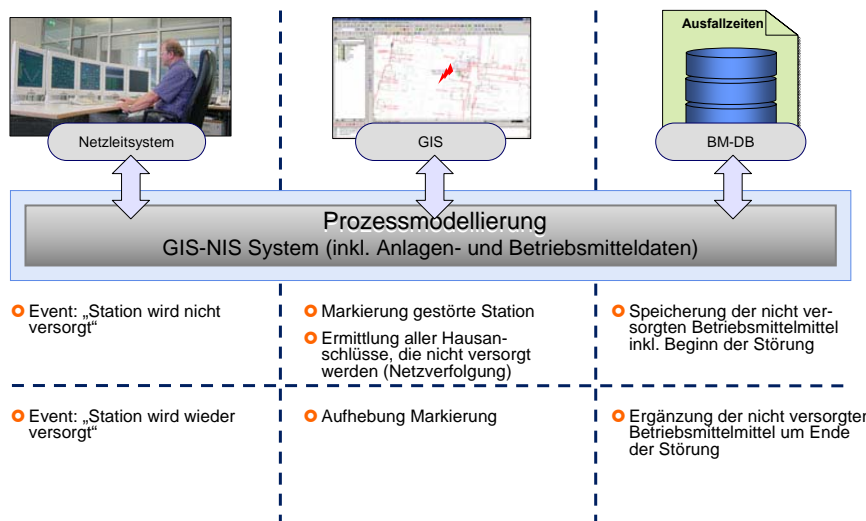 Ausfallzeiten
Netzleitsystem
GIS
BM-DB
Prozessmodellierung
GIS-NIS System (inkl. Anlagen- und Betriebsmitteldaten)
Event: „Station wird nicht
versorgt“
Markierung gestörte Station
Ermittlung aller Hausan-
schlüsse, die nicht versorgt
werden (Netzverfolgung)
Speicherung der nicht ver-
sorgten Betriebsmittelmittel
inkl. Beginn der Störung
Event: „Station wird wieder
versorgt“
Aufhebung Markierung
Ergänzung der nicht versorgter
Betriebsmittelmittel um Ende
der Störung